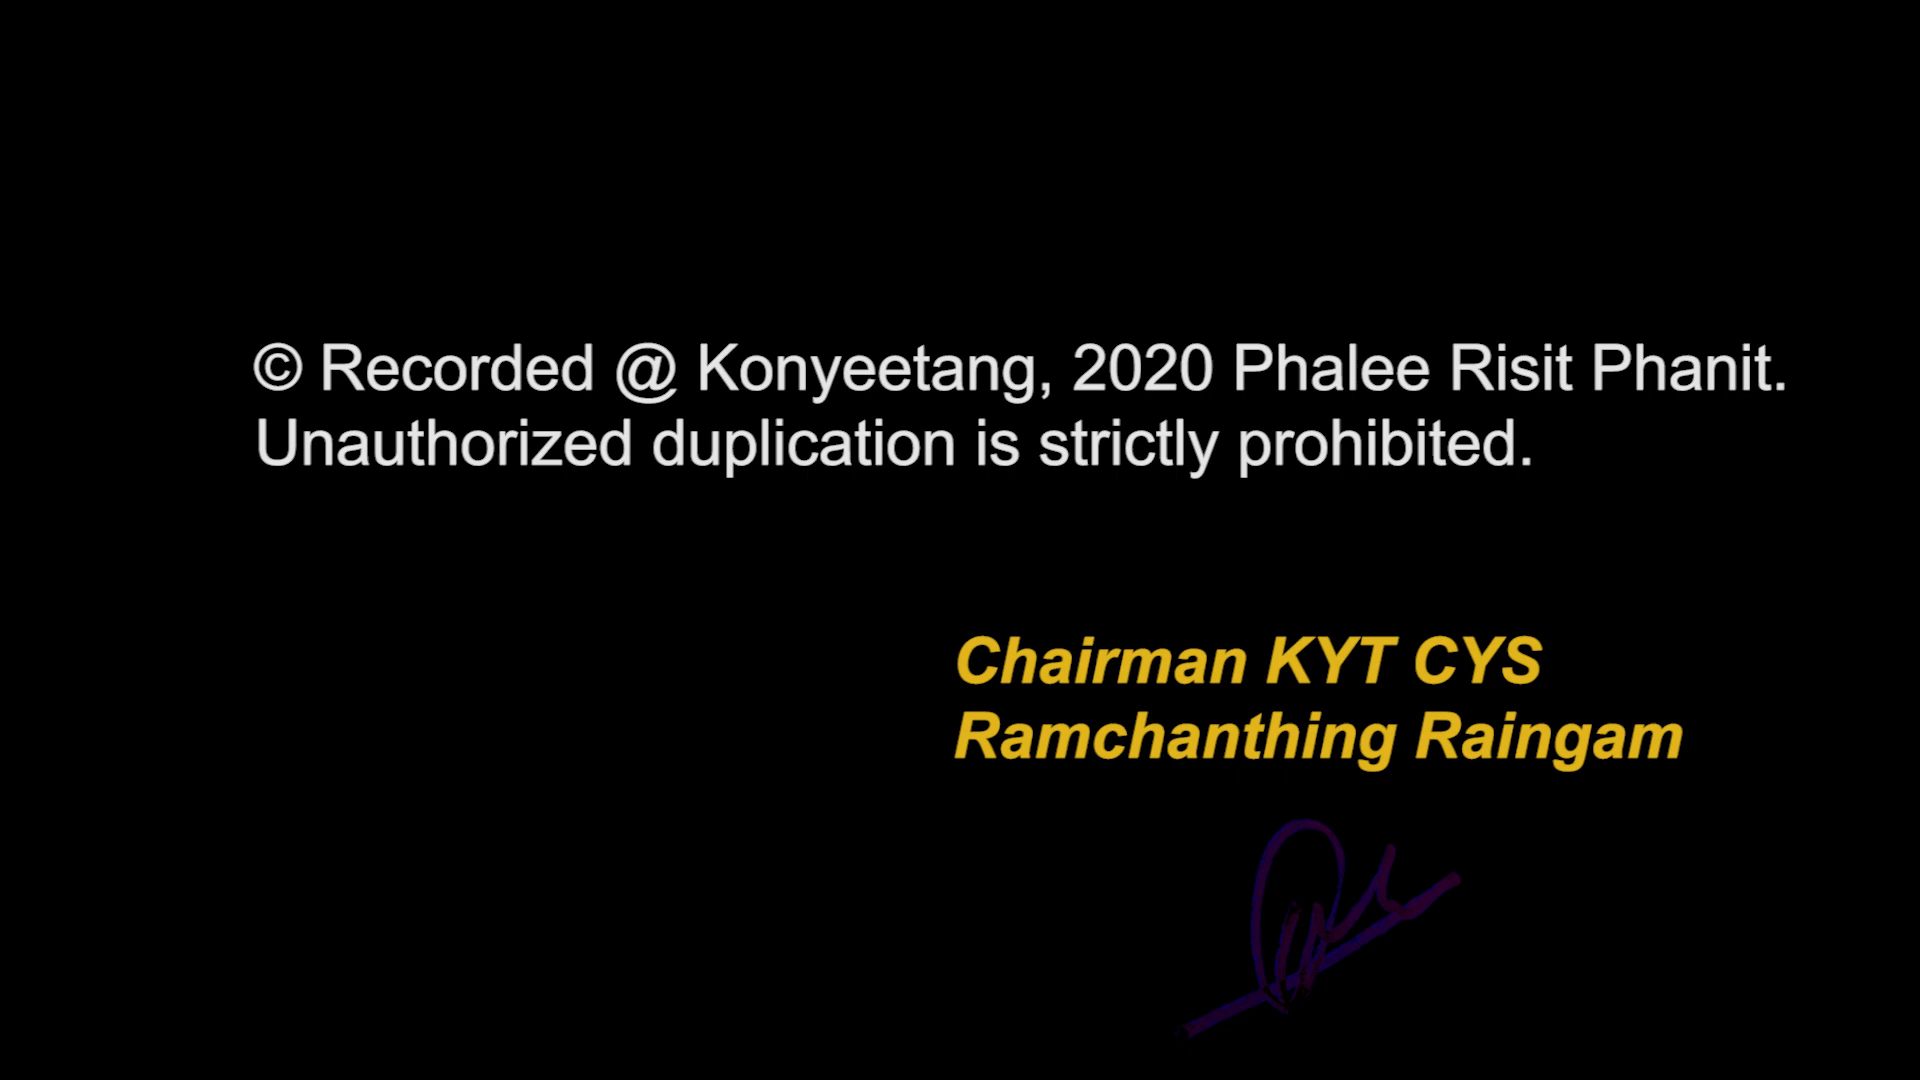 © Recorded @ Konyeetang, 2020 Phalee Risit Phanit.
Unauthorized duplication is strictly prohibited.
Chairman KYT CYS
Ramchanthing Raingam